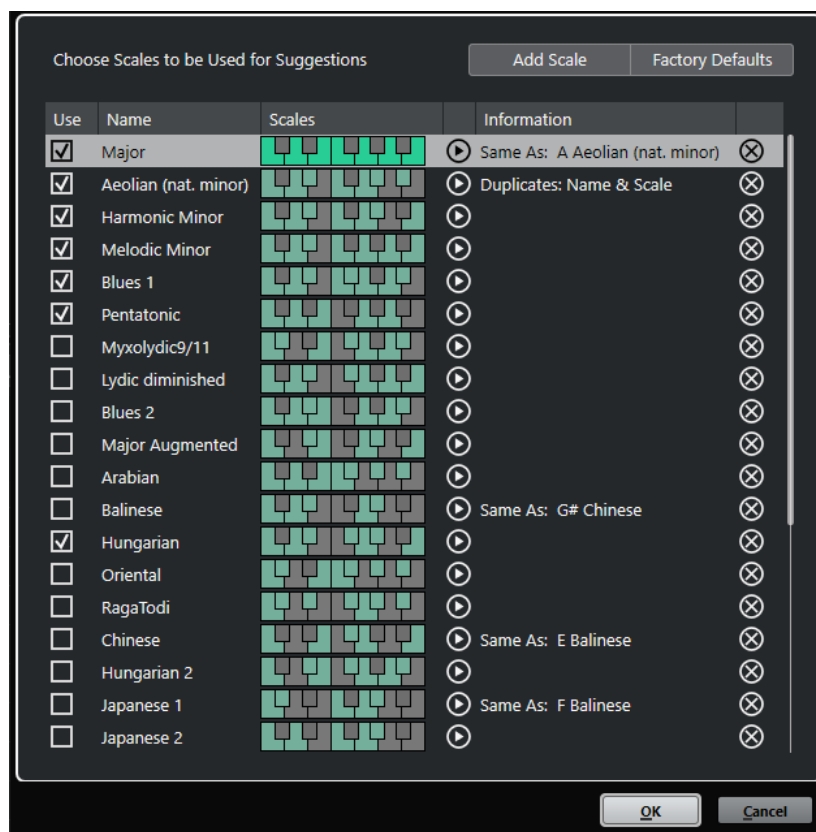 Choose Scales to be Used for Suggestions Add Scale Factory Defaults
Use Name Scales Information
Major Same As: A Aeolian (nat. minor)
Aeolian (nat. minor) Duplicates: Name & Scale
Harmonic Minor
Melodic Minor
Blues 1
Pentatonic
Myxolydic9/11
Lydic diminished
Blues 2
Major Augmented
Arabian
Balinese Same As: G# Chinese
Hungarian
Oriental
RagaTodi
Chinese Same As: E Balinese
Hungarian 2
Japanese 1 Same As: F Balinese
Japanese 2
OK Cancel